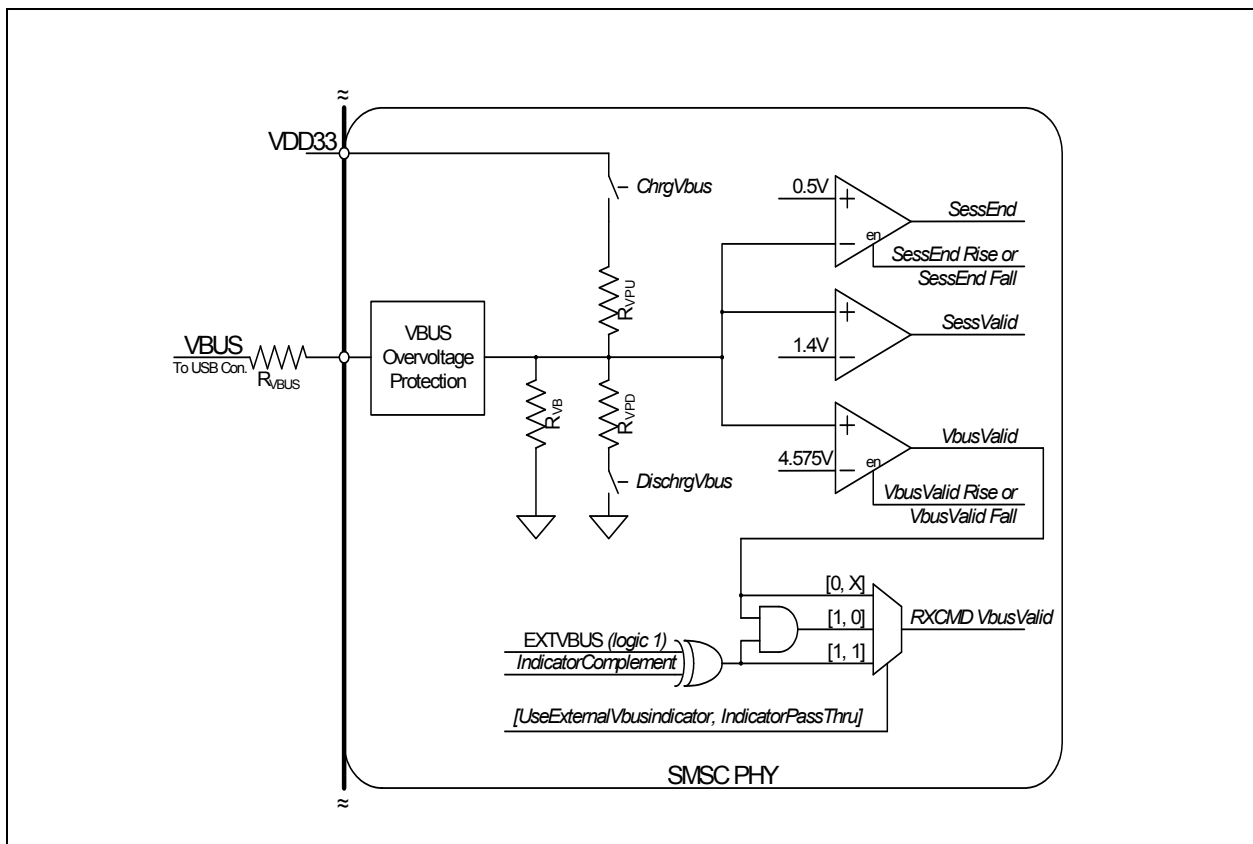 ≈
VDD33
ChrgVbus
0.5V
+
SessEnd
−
en
SessEnd Rise or
SessEnd Fall
RVPU
VBUS
Overvoltage
Protection
+
SessValid
1.4V
−
VBUS
To USB Con.
RVBUS
RVB
RVPD
+
VbusValid
4.575V
−
en
VbusValid Rise or
VbusValid Fall
DischrgVbus
[0, X]
[1, 0]
RXCMD VbusValid
EXTVBUS (logic 1)
IndicatorComplement
[1, 1]
[UseExternalVbusindicator, IndicatorPassThru]
SMSC PHY
≈